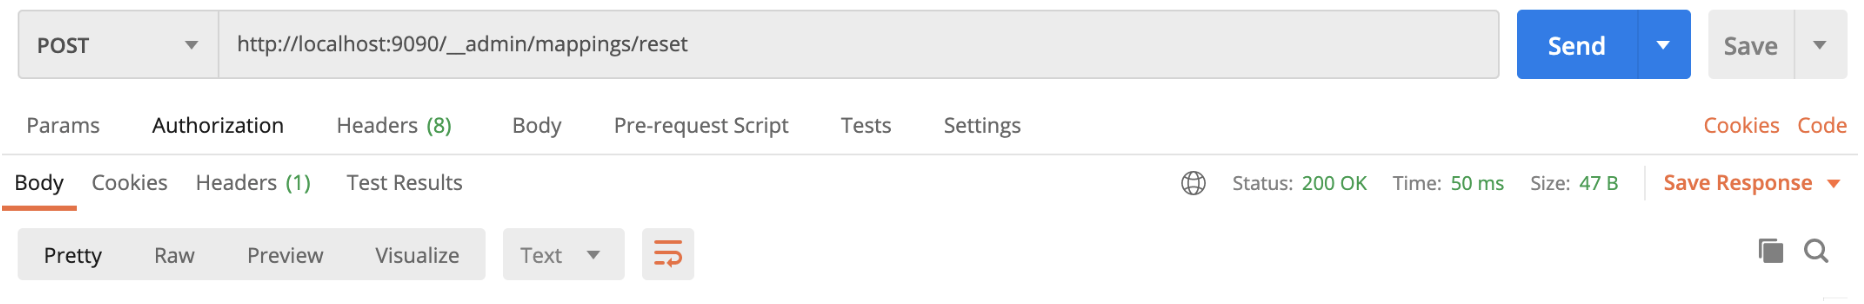 POST http://localhost:9090/__admin/mappings/reset Send Save
Params Authorization Headers (8) Body Pre-request Script Tests Settings Cookies Code
Body Cookies Headers (1) Test Results Status: 200 OK Time: 50 ms Size: 47 B Save Response
Pretty Raw Preview Visualize Text